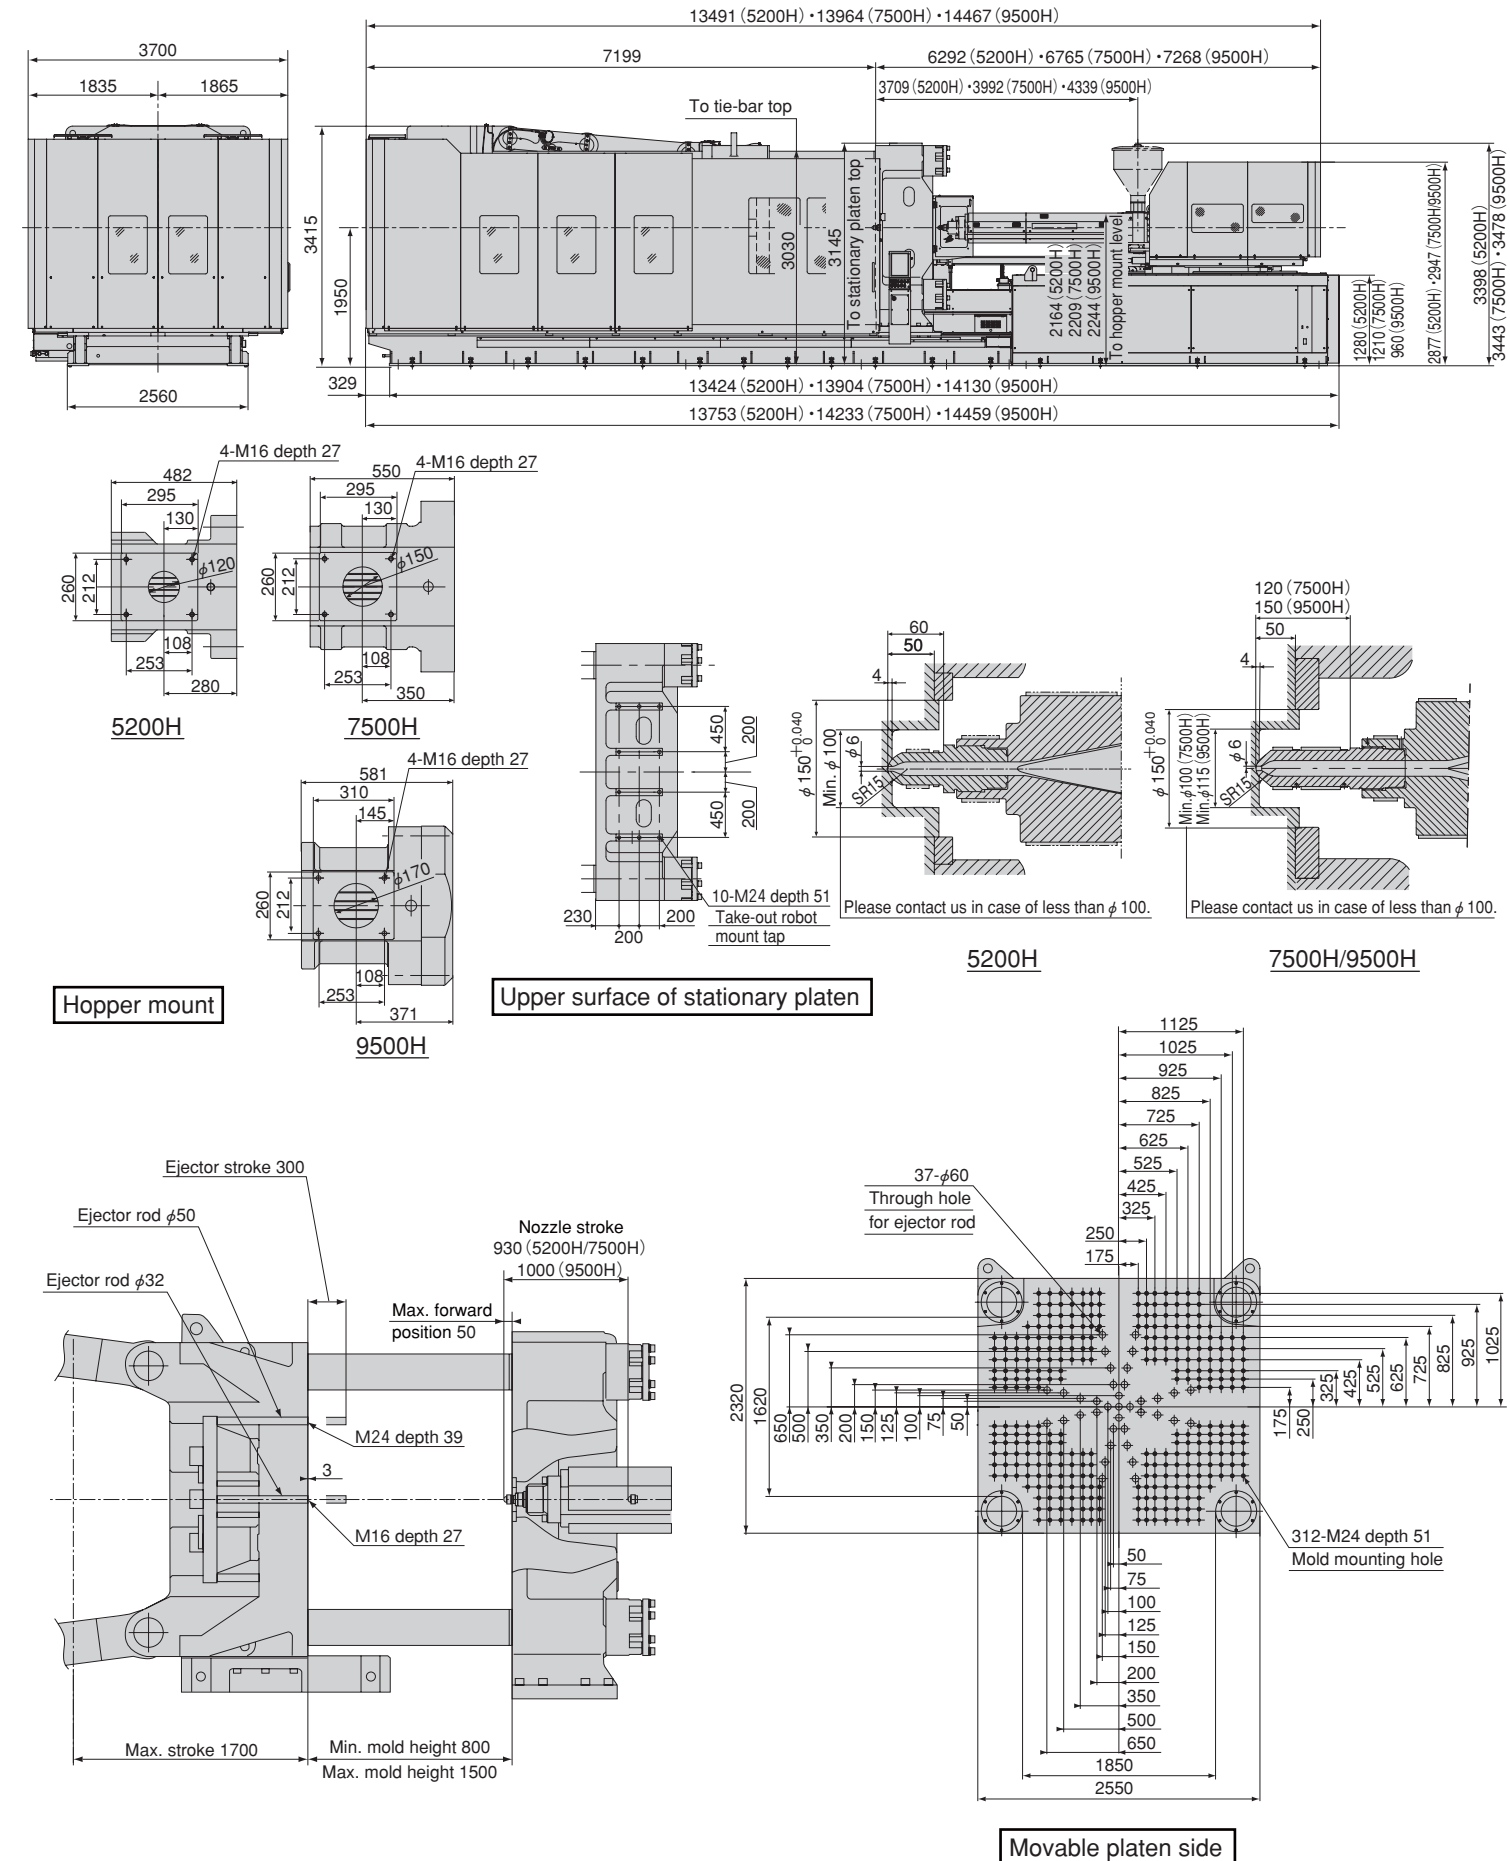 13491 (5200H)・13964 (7500H)・14467 (9500H)
3700
7199
6292 (5200H)・6765 (7500H)・7268 (9500H)
1835
1865
3709 (5200H)・3992 (7500H)・4339 (9500H)
To tie-bar top
3415
1950
3030
3145
To stationary platen top
2164 (5200H)
2209 (7500H)
2244 (9500H)
To hopper mount level
1280 (5200H)
1210 (7500H)
960 (9500H)
2877 (5200H)・2947 (7500H/9500H)
3398 (5200H)
3443 (7500H)・3478 (9500H)
329
13424 (5200H)・13904 (7500H)・14130 (9500H)
2560
13753 (5200H)・14233 (7500H)・14459 (9500H)
4-M16 depth 27
482
295
130
260
212
φ120
108
253
280
5200H
4-M16 depth 27
550
295
130
260
212
φ150
108
253
350
7500H
4-M16 depth 27
581
310
145
260
212
φ170
108
253
371
9500H
Hopper mount
450
200
450
200
230
200
200
10-M24 depth 51
Take-out robot
mount tap
Upper surface of stationary platen
60
50
4
φ150 +0.040 0
Min. φ100
φ6
SR15
Please contact us in case of less than φ100.
5200H
120 (7500H)
150 (9500H)
50
4
φ150 +0.040 0
Min. φ100 (7500H)
Min. φ115 (9500H)
φ6
SR15
Please contact us in case of less than φ100.
7500H/9500H
Ejector stroke 300
Ejector rod φ50
Ejector rod φ32
Nozzle stroke
930 (5200H/7500H)
1000 (9500H)
Max. forward
position 50
M24 depth 39
3
M16 depth 27
Max. stroke 1700
Min. mold height 800
Max. mold height 1500
1125
1025
925
825
725
625
525
425
325
250
175
37-φ60
Through hole
for ejector rod
2320
1620
650
500
350
200
150
125
100
75
50
175
250
325
425
525
625
725
825
925
1025
312-M24 depth 51
Mold mounting hole
50
75
100
125
150
200
350
500
650
1850
2550
Movable platen side